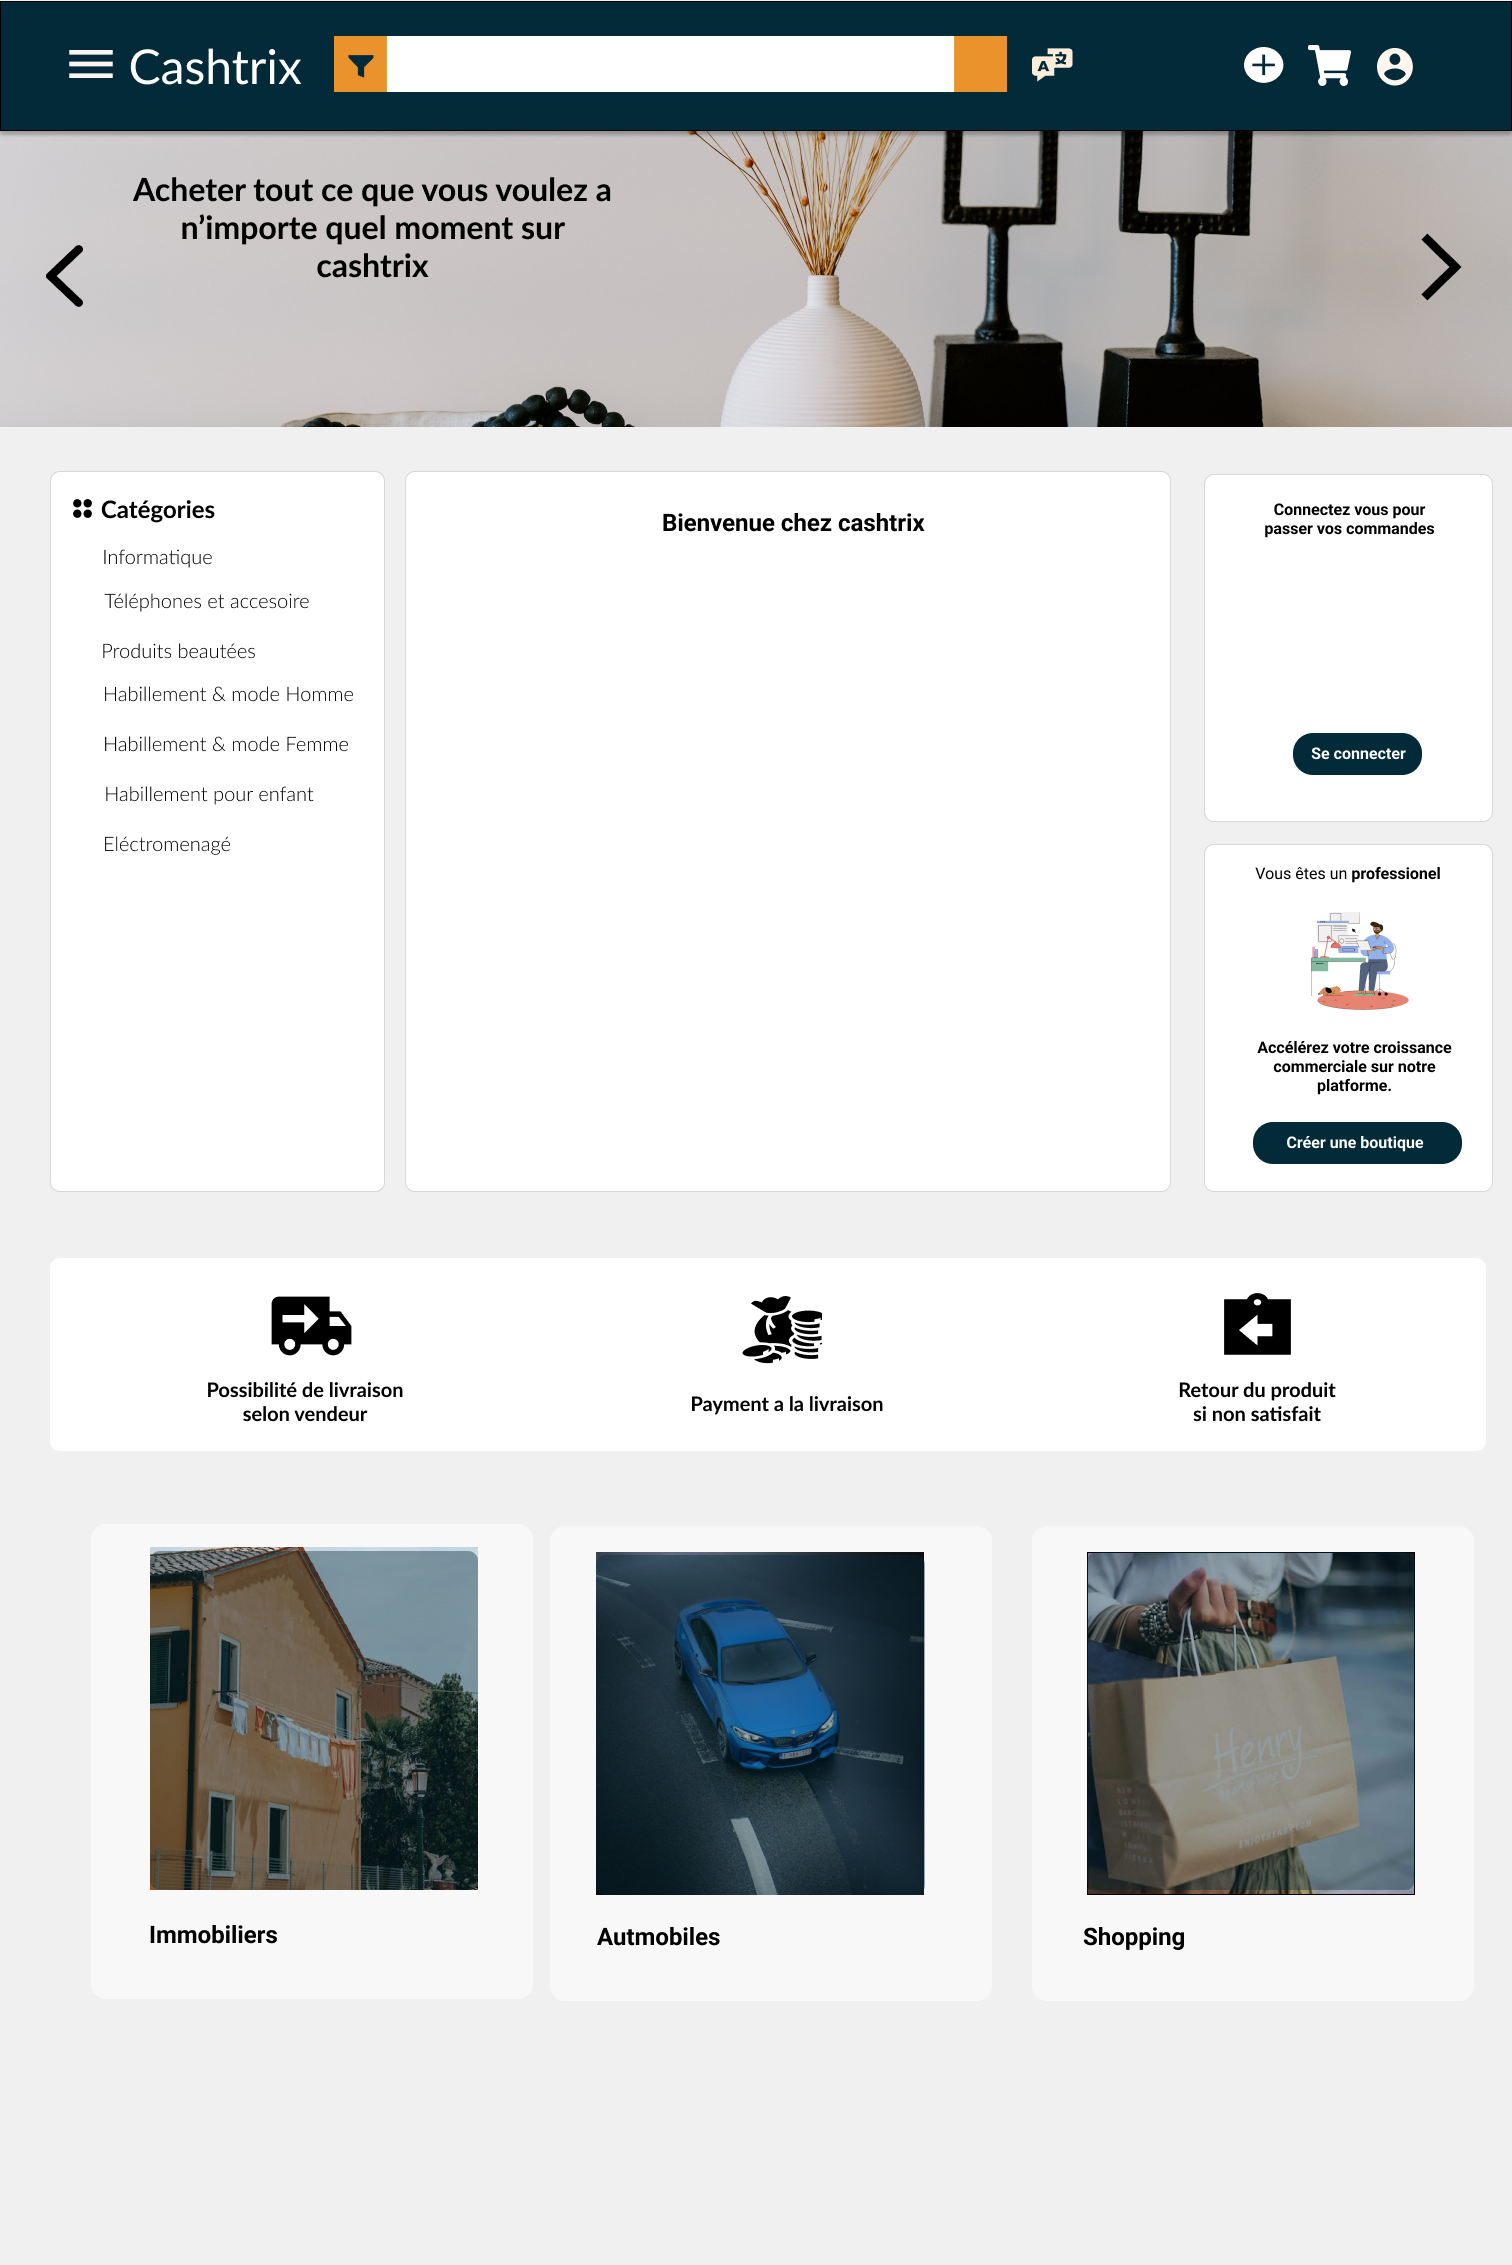 Cashtrix
Acheter tout ce que vous voulez a
n’importe quel moment sur
cashtrix
Catégories
Informatique
Téléphones et accesoire
Produits beautées
Habillement & mode Homme
Habillement & mode Femme
Habillement pour enfant
Eléctromenagé
Bienvenue chez cashtrix
Connectez vous pour
passer vos commandes
Se connecter
Vous êtes un professionel
Accélérez votre croissance
commerciale sur notre
platforme.
Créer une boutique
Possibilité de livraison
selon vendeur
Payment a la livraison
Retour du produit
si non satisfait
Henry
Immobiliers
Autmobiles
Shopping